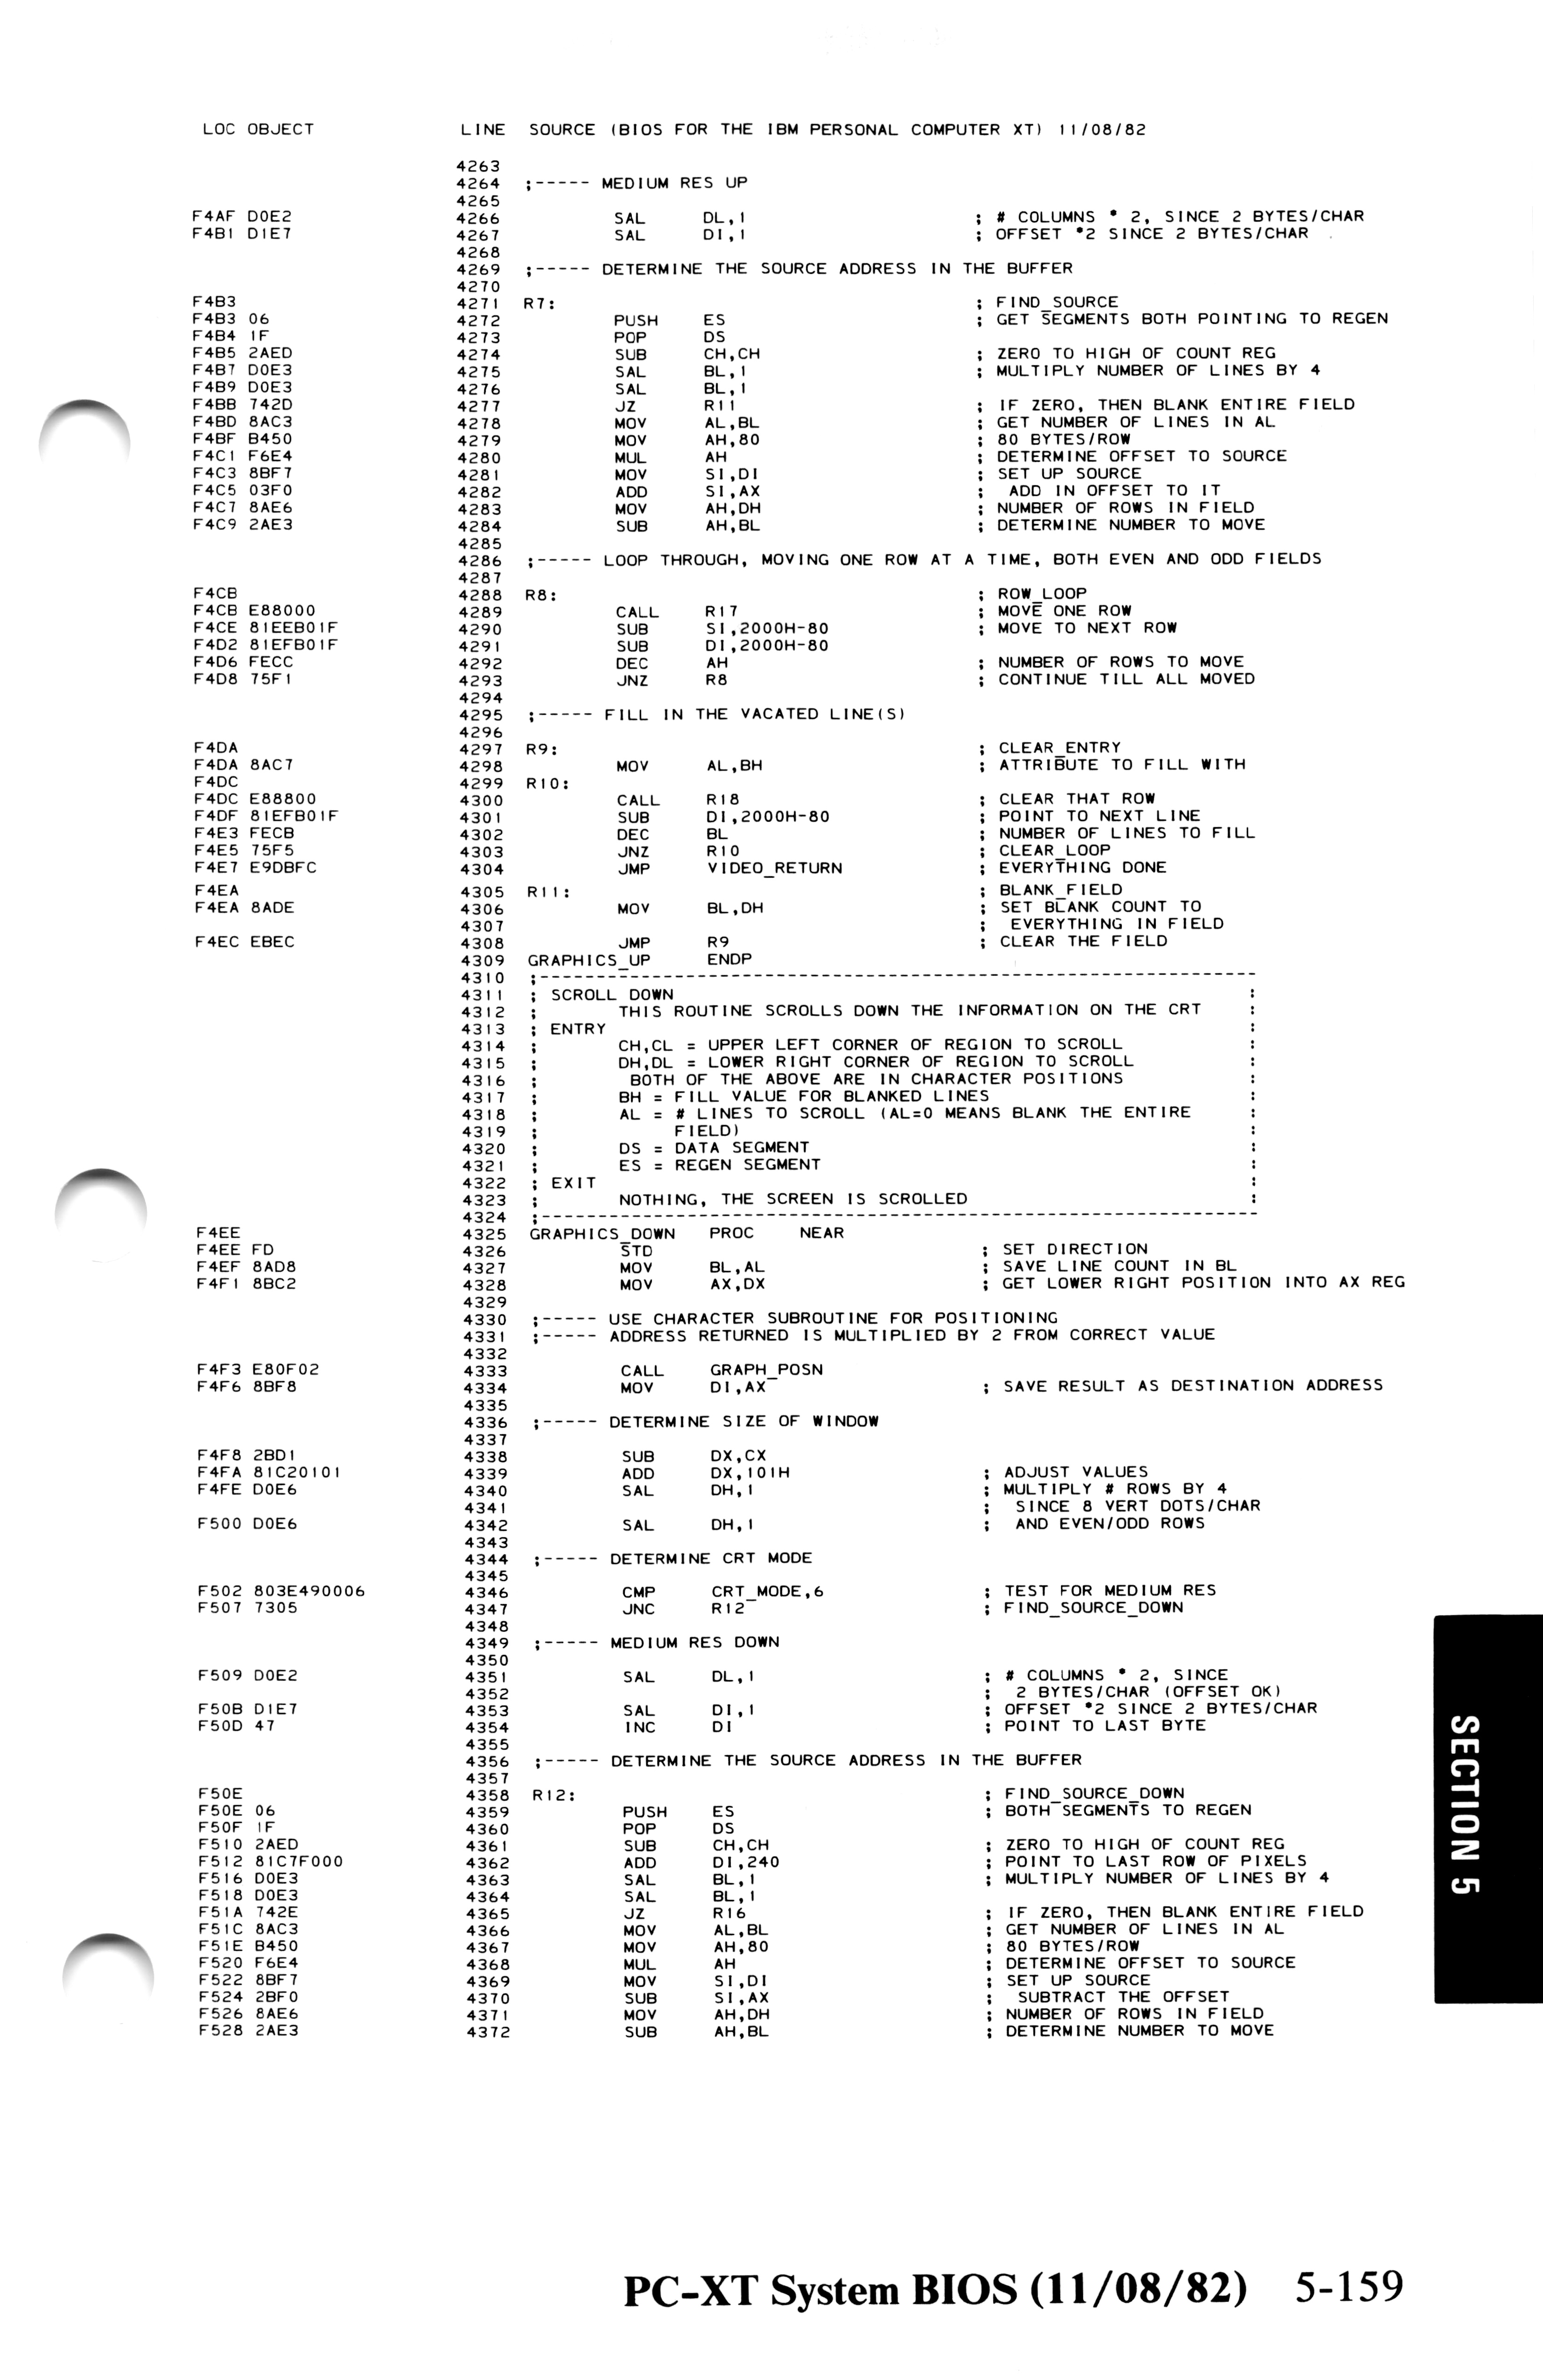 LOC OBJECT LINE SOURCE (BIOS FOR THE IBM PERSONAL COMPUTER XT) 11/08/82
4263
4264 ;----- MEDIUM RES UP
4265
F4AF D0E2 4266 SAL DL,1 ; # COLUMNS * 2, SINCE 2 BYTES/CHAR
F4B1 D1E7 4267 SAL DI,1 ; OFFSET *2 SINCE 2 BYTES/CHAR
4268
4269 ;----- DETERMINE THE SOURCE ADDRESS IN THE BUFFER
4270
F4B3 4271 R7: ; FIND_SOURCE
F4B3 06 4272 PUSH ES ; GET SEGMENTS BOTH POINTING TO REGEN
F4B4 1F 4273 POP DS
F4B5 2AED 4274 SUB CH,CH ; ZERO TO HIGH OF COUNT REG
F4B7 D0E3 4275 SAL BL,1 ; MULTIPLY NUMBER OF LINES BY 4
F4B9 D0E3 4276 SAL BL,1
F4BB 742D 4277 JZ R11 ; IF ZERO, THEN BLANK ENTIRE FIELD
F4BD 8AC3 4278 MOV AL,BL ; GET NUMBER OF LINES IN AL
F4BF B450 4279 MOV AH,80 ; 80 BYTES/ROW
F4C1 F6E4 4280 MUL AH ; DETERMINE OFFSET TO SOURCE
F4C3 8BF7 4281 MOV SI,DI ; SET UP SOURCE
F4C5 03F0 4282 ADD SI,AX ; ADD IN OFFSET TO IT
F4C7 8AE6 4283 MOV AH,DH ; NUMBER OF ROWS IN FIELD
F4C9 2AE3 4284 SUB AH,BL ; DETERMINE NUMBER TO MOVE
4285
4286 ;----- LOOP THROUGH, MOVING ONE ROW AT A TIME, BOTH EVEN AND ODD FIELDS
4287
F4CB 4288 R8: ; ROW_LOOP
F4CB E88000 4289 CALL R17 ; MOVE ONE ROW
F4CE 81EEB01F 4290 SUB SI,2000H-80 ; MOVE TO NEXT ROW
F4D2 81EFB01F 4291 SUB DI,2000H-80
F4D6 FECC 4292 DEC AH ; NUMBER OF ROWS TO MOVE
F4D8 75F1 4293 JNZ R8 ; CONTINUE TILL ALL MOVED
4294
4295 ;----- FILL IN THE VACATED LINE(S)
4296
F4DA 4297 R9: ; CLEAR_ENTRY
F4DA 8AC7 4298 MOV AL,BH ; ATTRIBUTE TO FILL WITH
F4DC 4299 R10:
F4DC E88800 4300 CALL R18 ; CLEAR THAT ROW
F4DF 81EFB01F 4301 SUB DI,2000H-80 ; POINT TO NEXT LINE
F4E3 FECB 4302 DEC BL ; NUMBER OF LINES TO FILL
F4E5 75F5 4303 JNZ R10 ; CLEAR_LOOP
F4E7 E9DBFC 4304 JMP VIDEO_RETURN ; EVERYTHING DONE
F4EA 4305 R11: ; BLANK_FIELD
F4EA 8ADE 4306 MOV BL,DH ; SET BLANK COUNT TO
4307 ; EVERYTHING IN FIELD
F4EC EBEC 4308 JMP R9 ; CLEAR THE FIELD
4309 GRAPHICS_UP ENDP
4310 ;----------------------------------------------------------------
4311 ; SCROLL DOWN :
4312 ; THIS ROUTINE SCROLLS DOWN THE INFORMATION ON THE CRT :
4313 ; ENTRY :
4314 ; CH,CL = UPPER LEFT CORNER OF REGION TO SCROLL :
4315 ; DH,DL = LOWER RIGHT CORNER OF REGION TO SCROLL :
4316 ; BOTH OF THE ABOVE ARE IN CHARACTER POSITIONS :
4317 ; BH = FILL VALUE FOR BLANKED LINES :
4318 ; AL = # LINES TO SCROLL (AL=0 MEANS BLANK THE ENTIRE :
4319 ; FIELD) :
4320 ; DS = DATA SEGMENT :
4321 ; ES = REGEN SEGMENT :
4322 ; EXIT :
4323 ; NOTHING, THE SCREEN IS SCROLLED :
4324 ;----------------------------------------------------------------
F4EE 4325 GRAPHICS_DOWN PROC NEAR
F4EE FD 4326 STD ; SET DIRECTION
F4EF 8AD8 4327 MOV BL,AL ; SAVE LINE COUNT IN BL
F4F1 8BC2 4328 MOV AX,DX ; GET LOWER RIGHT POSITION INTO AX REG
4329
4330 ;----- USE CHARACTER SUBROUTINE FOR POSITIONING
4331 ;----- ADDRESS RETURNED IS MULTIPLIED BY 2 FROM CORRECT VALUE
4332
F4F3 E80F02 4333 CALL GRAPH_POSN
F4F6 8BF8 4334 MOV DI,AX ; SAVE RESULT AS DESTINATION ADDRESS
4335
4336 ;----- DETERMINE SIZE OF WINDOW
4337
F4F8 2BD1 4338 SUB DX,CX
F4FA 81C20101 4339 ADD DX,101H ; ADJUST VALUES
F4FE D0E6 4340 SAL DH,1 ; MULTIPLY # ROWS BY 4
4341 ; SINCE 8 VERT DOTS/CHAR
F500 D0E6 4342 SAL DH,1 ; AND EVEN/ODD ROWS
4343
4344 ;----- DETERMINE CRT MODE
4345
F502 803E490006 4346 CMP CRT_MODE,6 ; TEST FOR MEDIUM RES
F507 7305 4347 JNC R12 ; FIND_SOURCE_DOWN
4348
4349 ;----- MEDIUM RES DOWN
4350
F509 D0E2 4351 SAL DL,1 ; # COLUMNS * 2, SINCE
4352 ; 2 BYTES/CHAR (OFFSET OK)
F50B D1E7 4353 SAL DI,1 ; OFFSET *2 SINCE 2 BYTES/CHAR
F50D 47 4354 INC DI ; POINT TO LAST BYTE
4355
4356 ;----- DETERMINE THE SOURCE ADDRESS IN THE BUFFER
4357
F50E 4358 R12: ; FIND_SOURCE_DOWN
F50E 06 4359 PUSH ES ; BOTH SEGMENTS TO REGEN
F50F 1F 4360 POP DS
F510 2AED 4361 SUB CH,CH ; ZERO TO HIGH OF COUNT REG
F512 81C7F000 4362 ADD DI,240 ; POINT TO LAST ROW OF PIXELS
F516 D0E3 4363 SAL BL,1 ; MULTIPLY NUMBER OF LINES BY 4
F518 D0E3 4364 SAL BL,1
F51A 742E 4365 JZ R16 ; IF ZERO, THEN BLANK ENTIRE FIELD
F51C 8AC3 4366 MOV AL,BL ; GET NUMBER OF LINES IN AL
F51E B450 4367 MOV AH,80 ; 80 BYTES/ROW
F520 F6E4 4368 MUL AH ; DETERMINE OFFSET TO SOURCE
F522 8BF7 4369 MOV SI,DI ; SET UP SOURCE
F524 2BF0 4370 SUB SI,AX ; SUBTRACT THE OFFSET
F526 8AE6 4371 MOV AH,DH ; NUMBER OF ROWS IN FIELD
F528 2AE3 4372 SUB AH,BL ; DETERMINE NUMBER TO MOVE
SECTION 5
PC-XT System BIOS (11/08/82) 5-159